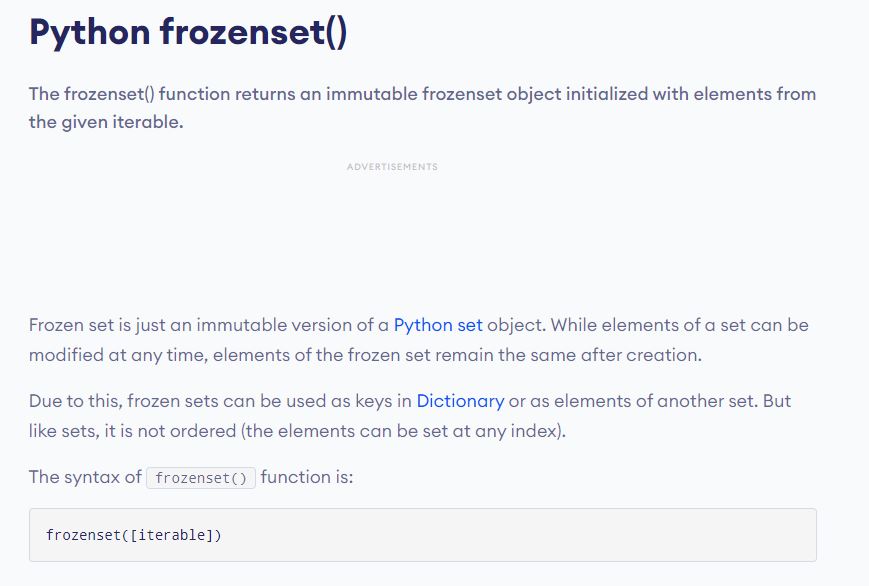 Python frozenset()
The frozenset() function returns an immutable frozenset object initialized with elements from
the given iterable.
ADVERTISEMENTS
Frozen set is just an immutable version of a Python set object. While elements of a set can be
modified at any time, elements of the frozen set remain the same after creation.
Due to this, frozen sets can be used as keys in Dictionary or as elements of another set. But
like sets, it is not ordered (the elements can be set at any index).
The syntax of frozenset() function is:
frozenset([iterable])